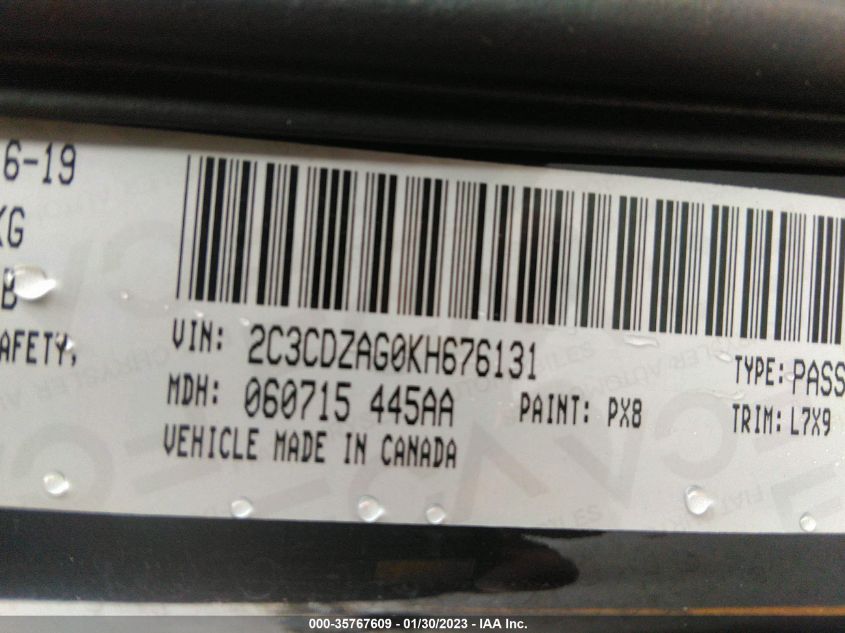 6-19
KG
B
AFETY,
VIN: 2C3CDZAG0KH676131 TYPE: PASS
MDH: 060715 445AA PAINT: PX8 TRIM: L7X9
VEHICLE MADE IN CANADA
000-35767609 - 01/30/2023 - IAA Inc.